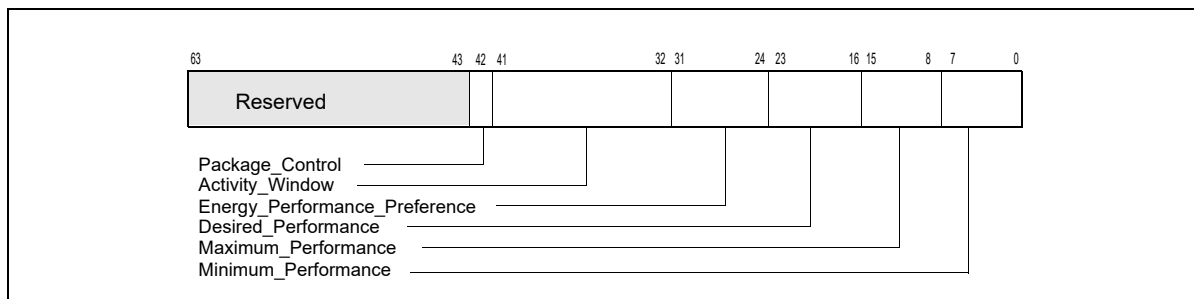 63 43 42 41 32 31 24 23 16 15 8 7 0
Reserved
Package_Control
Activity_Window
Energy_Performance_Preference
Desired_Performance
Maximum_Performance
Minimum_Performance